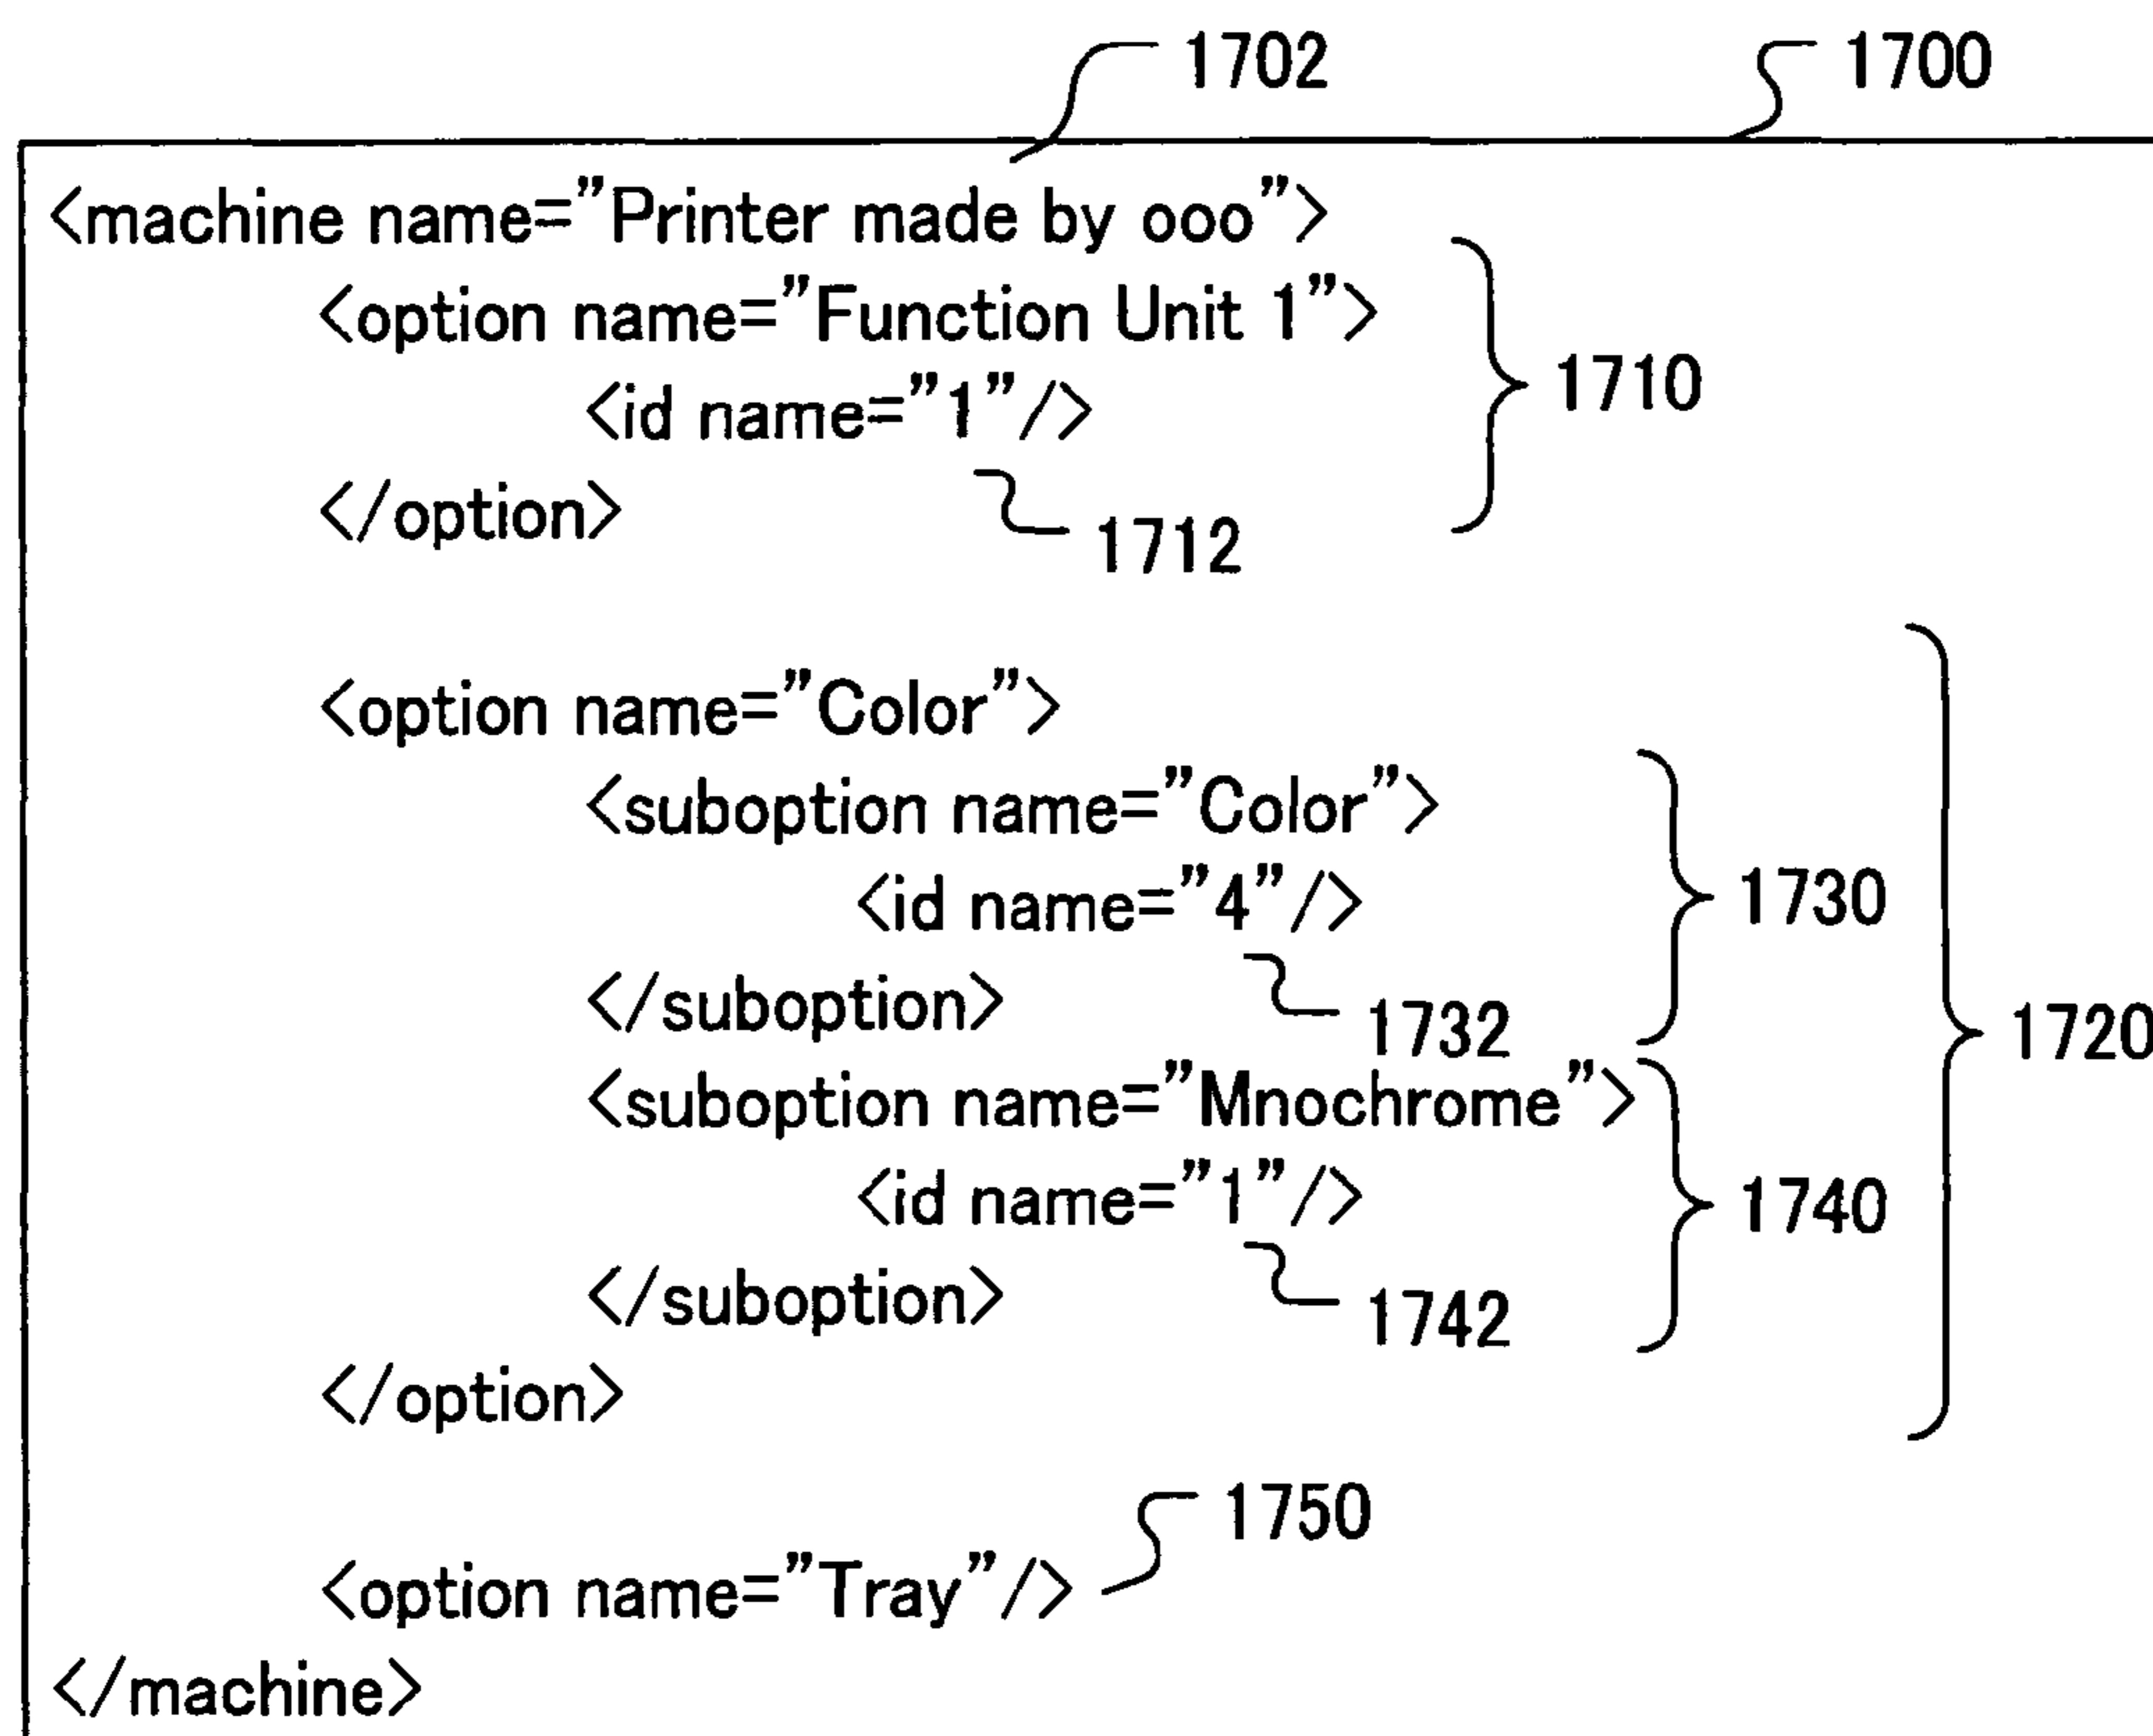 1702 1700
<machine name="Printer made by ooo">
<option name="Function Unit 1">
<id name="1"/>
1710
</option>
1712
<option name="Color">
<suboption name="Color">
<id name="4"/>
1730
</suboption>
1732
1720
<suboption name="Mnochrome">
<id name="1"/>
1740
</suboption>
1742
</option>
1750
<option name="Tray"/>
</machine>